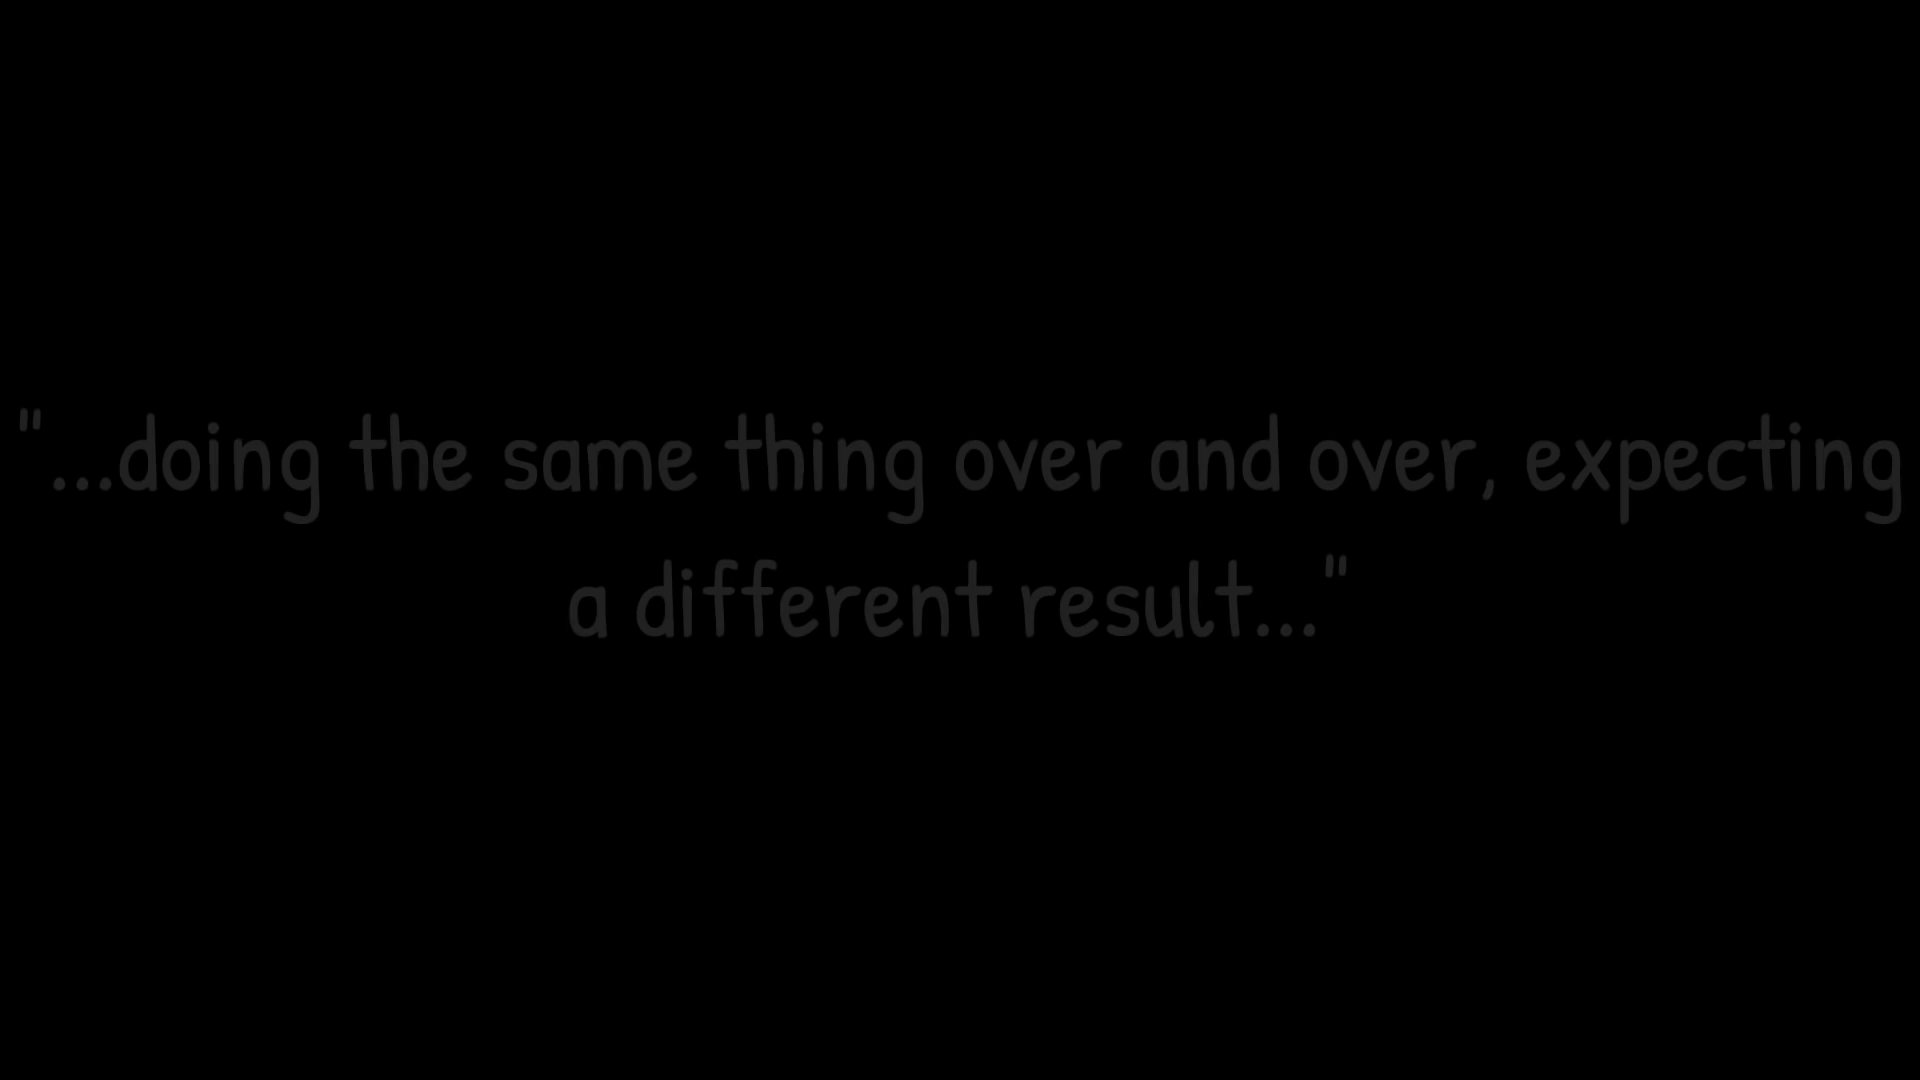 "...doing the same thing over and over, expecting
a different result..."